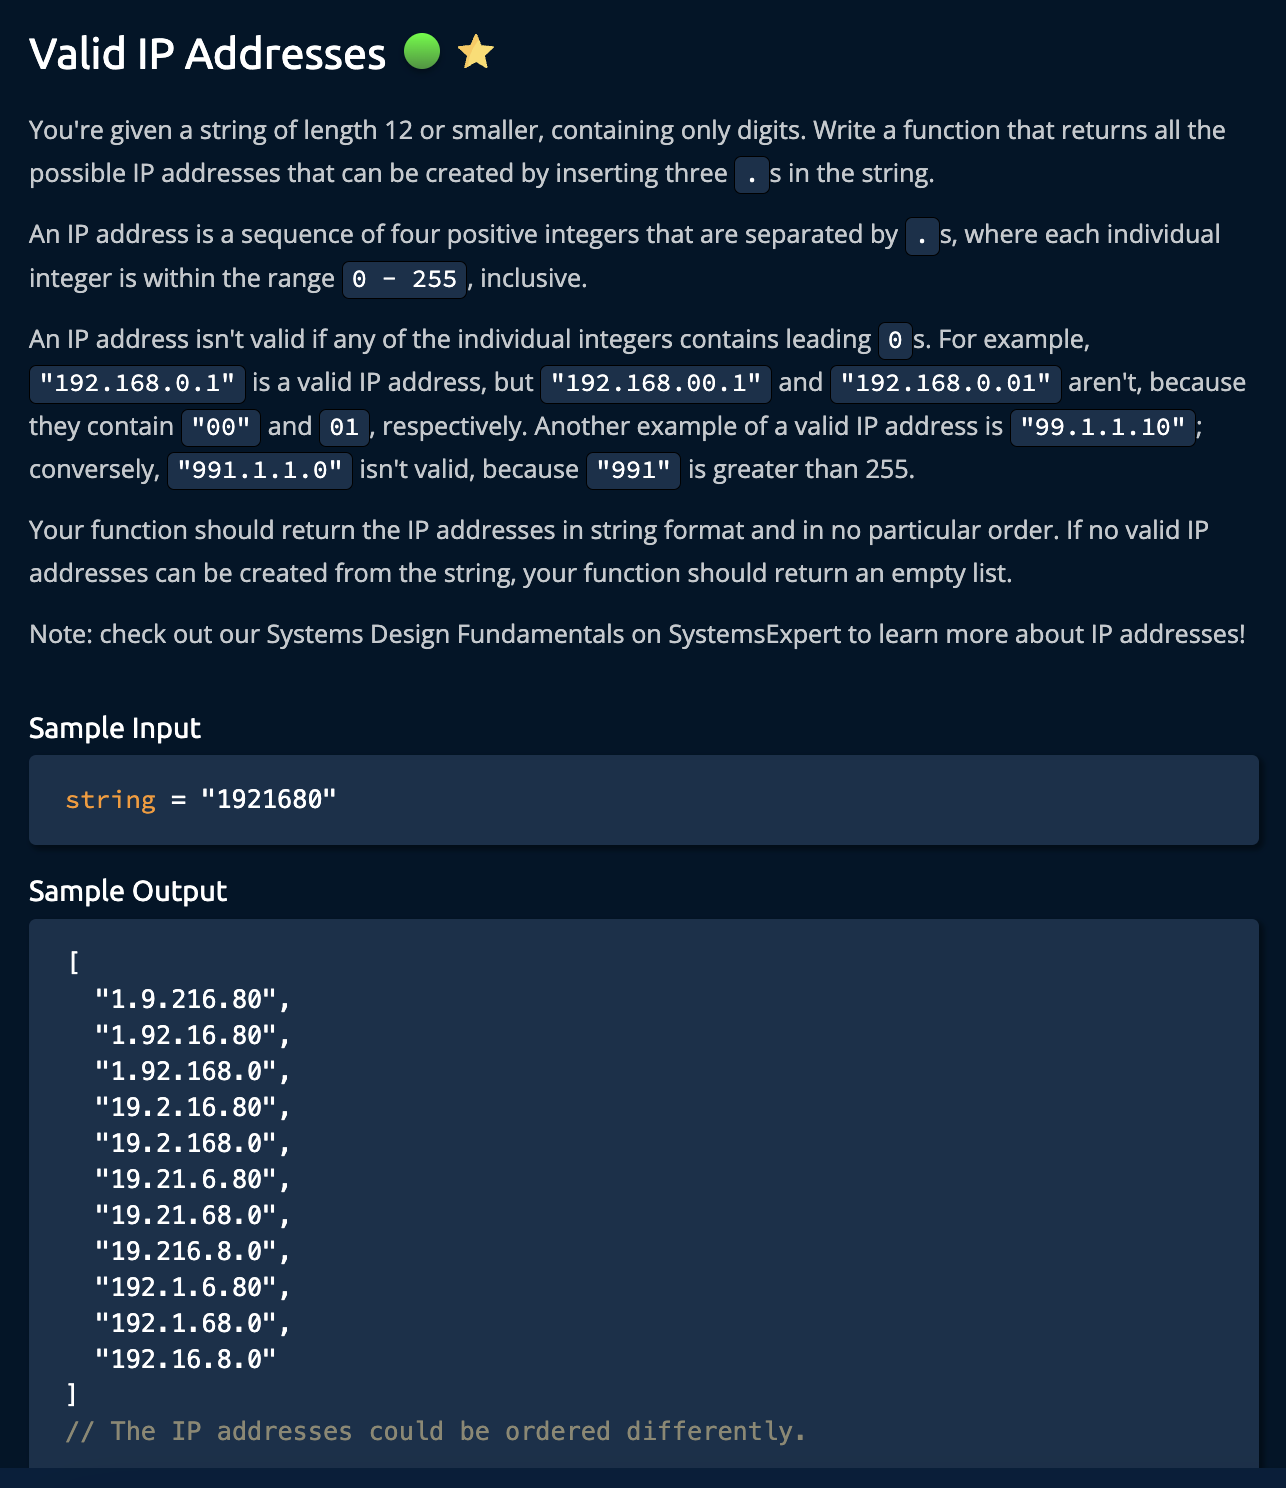 Valid IP Addresses
You're given a string of length 12 or smaller, containing only digits. Write a function that returns all the
possible IP addresses that can be created by inserting three . s in the string.
An IP address is a sequence of four positive integers that are separated by . s, where each individual
integer is within the range 0 - 255 , inclusive.
An IP address isn't valid if any of the individual integers contains leading 0 s. For example,
"192.168.0.1" is a valid IP address, but "192.168.00.1" and "192.168.0.01" aren't, because
they contain "00" and 01 , respectively. Another example of a valid IP address is "99.1.1.10" ;
conversely, "991.1.1.0" isn't valid, because "991" is greater than 255.
Your function should return the IP addresses in string format and in no particular order. If no valid IP
addresses can be created from the string, your function should return an empty list.
Note: check out our Systems Design Fundamentals on SystemsExpert to learn more about IP addresses!
Sample Input
string = "1921680"
Sample Output
[
"1.9.216.80",
"1.92.16.80",
"1.92.168.0",
"19.2.16.80",
"19.2.168.0",
"19.21.6.80",
"19.21.68.0",
"19.216.8.0",
"192.1.6.80",
"192.1.68.0",
"192.16.8.0"
]
// The IP addresses could be ordered differently.